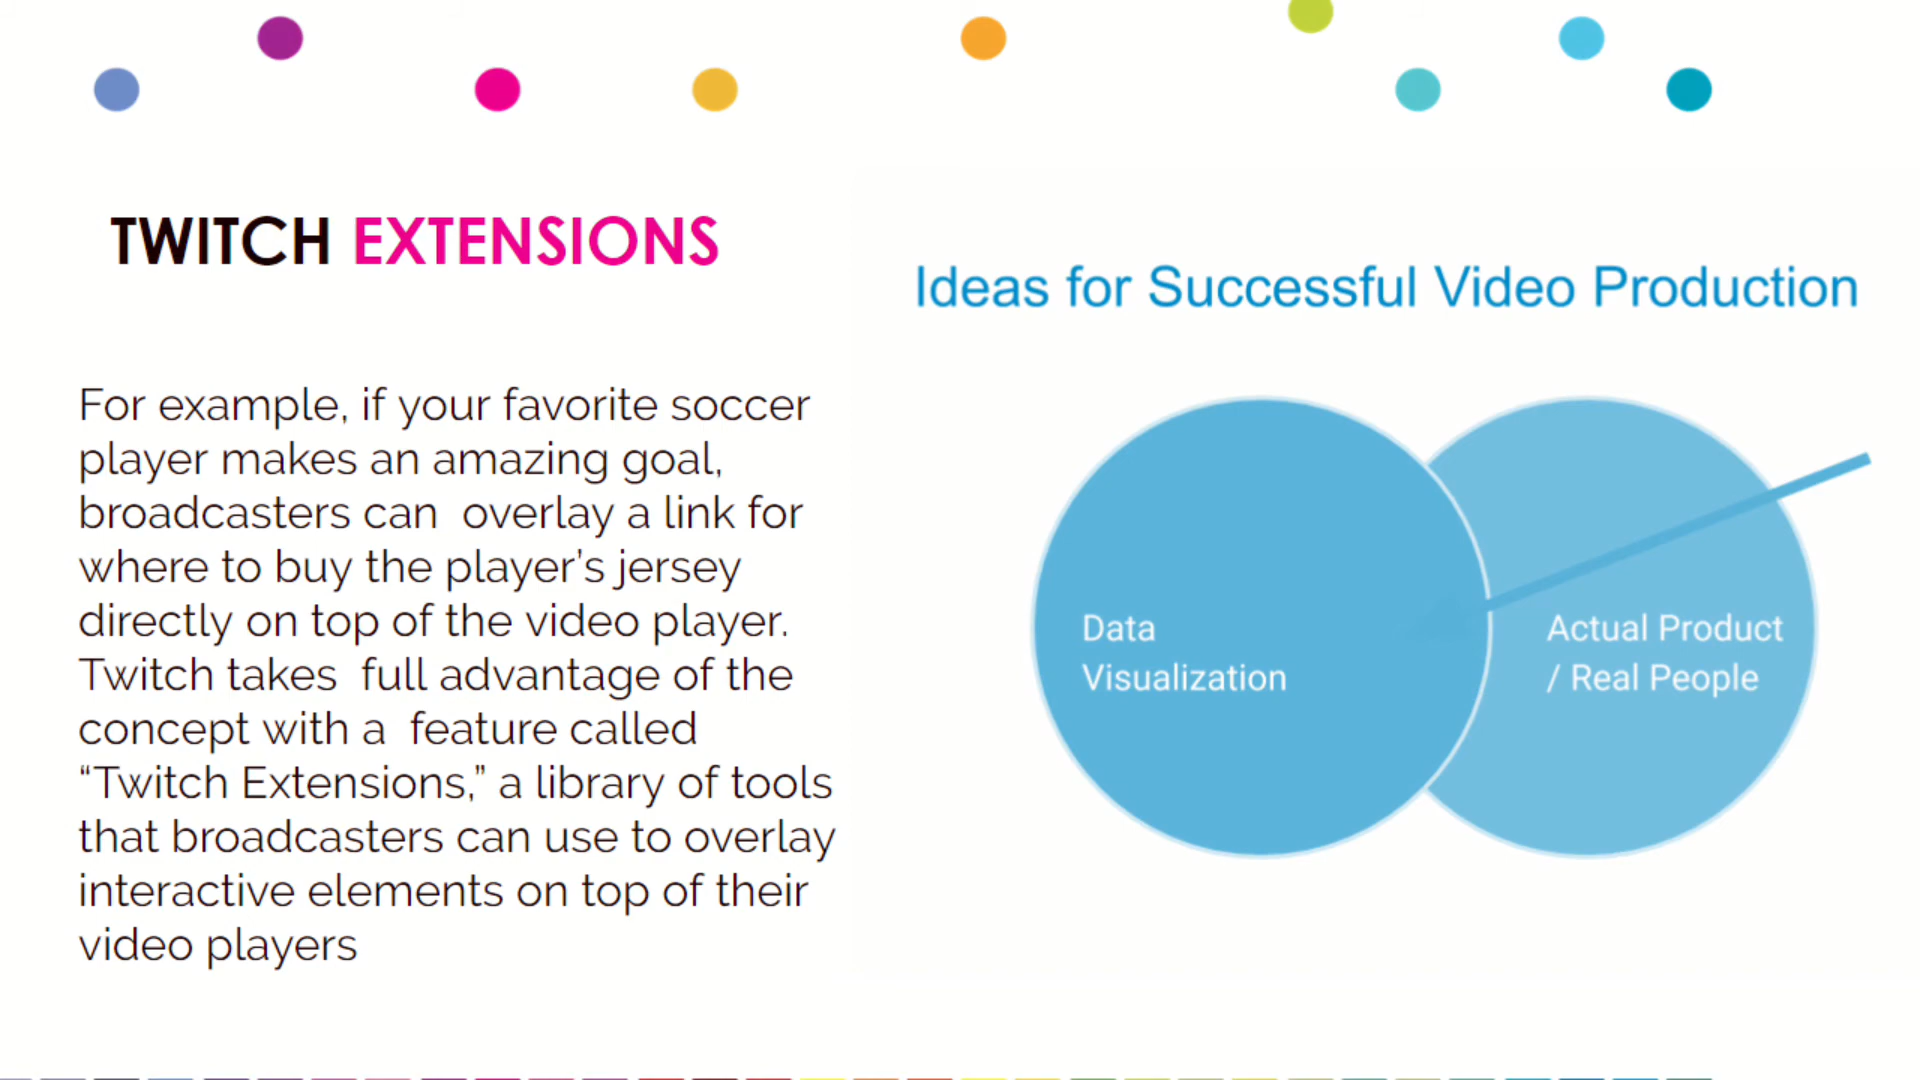 TWITCH EXTENSIONS
For example, if your favorite soccer
player makes an amazing goal,
broadcasters can  overlay a link for
where to buy the player’s jersey
directly on top of the video player.
Twitch takes  full advantage of the
concept with a  feature called
“Twitch Extensions,” a library of tools
that broadcasters can use to overlay
interactive elements on top of their
video players
Ideas for Successful Video Production
Data
Visualization
Actual Product
/ Real People